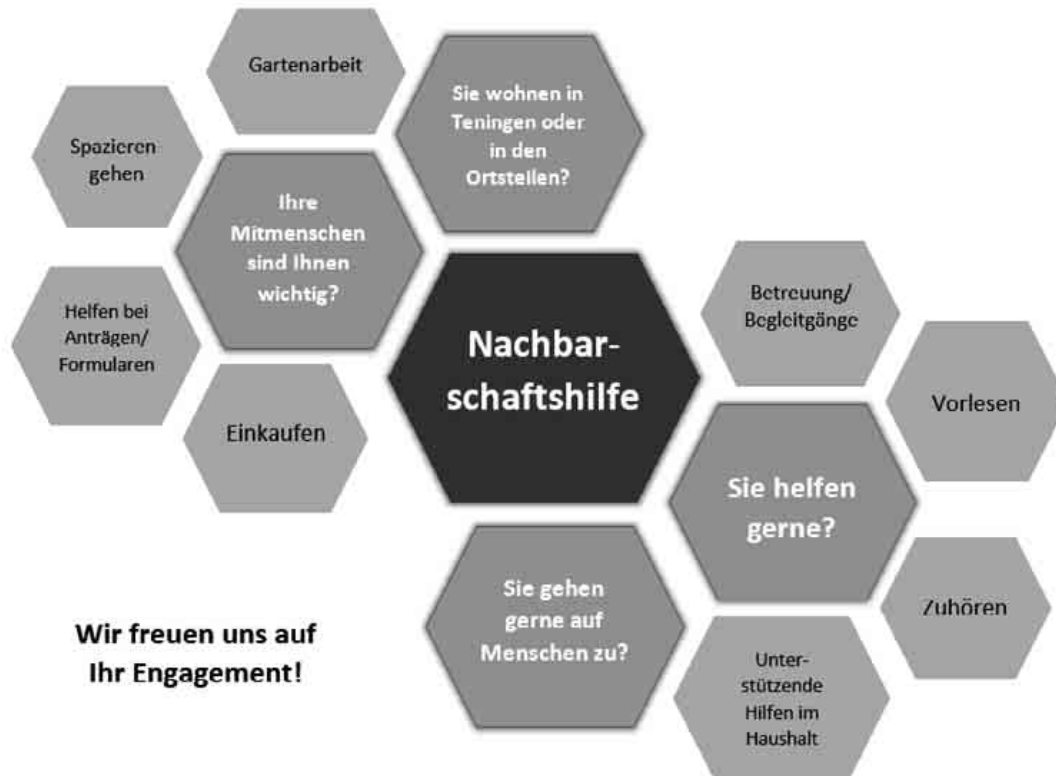 Gartenarbeit
Sie wohnen in
Teningen oder
in den
Ortsteilen?
Spazieren
gehen
Ihre
Mitmenschen
sind Ihnen
wichtig?
Helfen bei
Anträgen/
Formularen
Einkaufen
Nachbar-
schaftshilfe
Betreuung/
Begleitgänge
Vorlesen
Sie helfen
gerne?
Zuhören
Sie gehen
gerne auf
Menschen zu?
Unter-
stützende
Hilfen im
Haushalt
Wir freuen uns auf
Ihr Engagement!